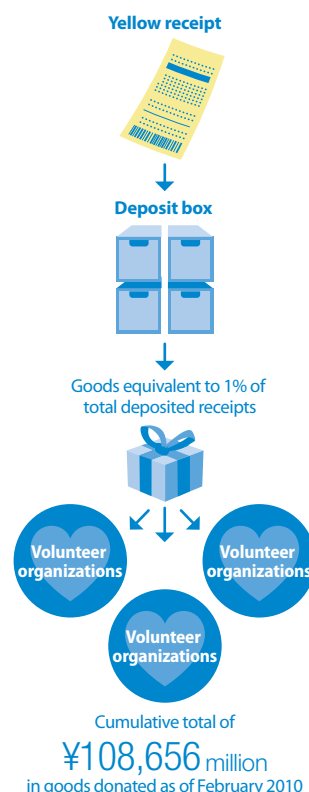 Yellow receipt
Deposit box
Goods equivalent to 1% of
total deposited receipts
Volunteer
organizations
Volunteer
organizations
Volunteer
organizations
Cumulative total of
¥108,656 million
in goods donated as of February 2010